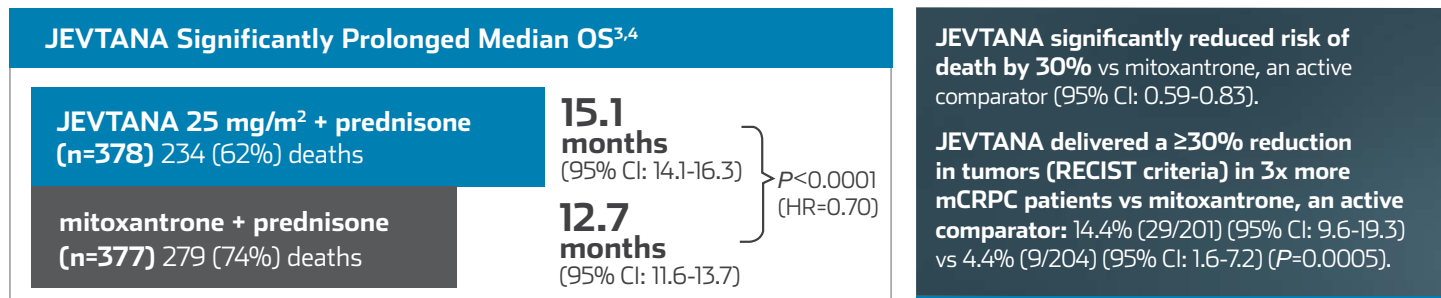 JEVTANA Significantly Prolonged Median OS3,4
JEVTANA 25 mg/m² + prednisone
(n=378) 234 (62%) deaths
15.1
months
(95% CI: 14.1-16.3)
mitoxantrone + prednisone
(n=377) 279 (74%) deaths
12.7
months
(95% CI: 11.6-13.7)
P<0.0001
(HR=0.70)
JEVTANA significantly reduced risk of
death by 30% vs mitoxantrone, an active
comparator (95% CI: 0.59-0.83).
JEVTANA delivered a ≥30% reduction
in tumors (RECIST criteria) in 3x more
mCRPC patients vs mitoxantrone, an active
comparator: 14.4% (29/201) (95% CI: 9.6-19.3)
vs 4.4% (9/204) (95% CI: 1.6-7.2) (P=0.0005).